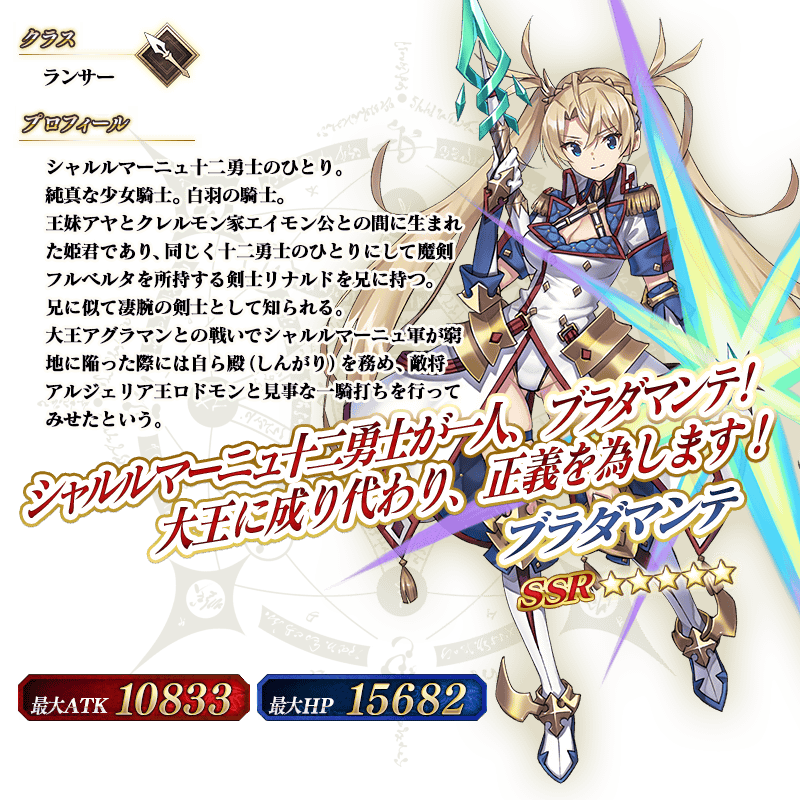 クラス
ランサー
プロフィール
シャルルマーニュ十二勇士のひとり。
純真な少女騎士。白羽の騎士。
王妹アヤとクレルモン家エイモン公との間に生まれ
た姫君であり、同じく十二勇士のひとりにして魔剣
フルベルタを所持する剣士リナルドを兄に持つ。
兄に似て凄腕の剣士として知られる。
大王アグラマンとの戦いでシャルルマーニュ軍が窮
地に陥った際には自ら殿（しんがり）を務め、敵将
アルジェリア王ロドモンと見事な一騎打ちを行って
みせたという。
シャルルマーニュ十二勇士が一人、ブラダマンテ！
大王に成り代わり、正義を為します！
ブラダマンテ
SSR ★★★★★
最大ATK 10833
最大HP 15682